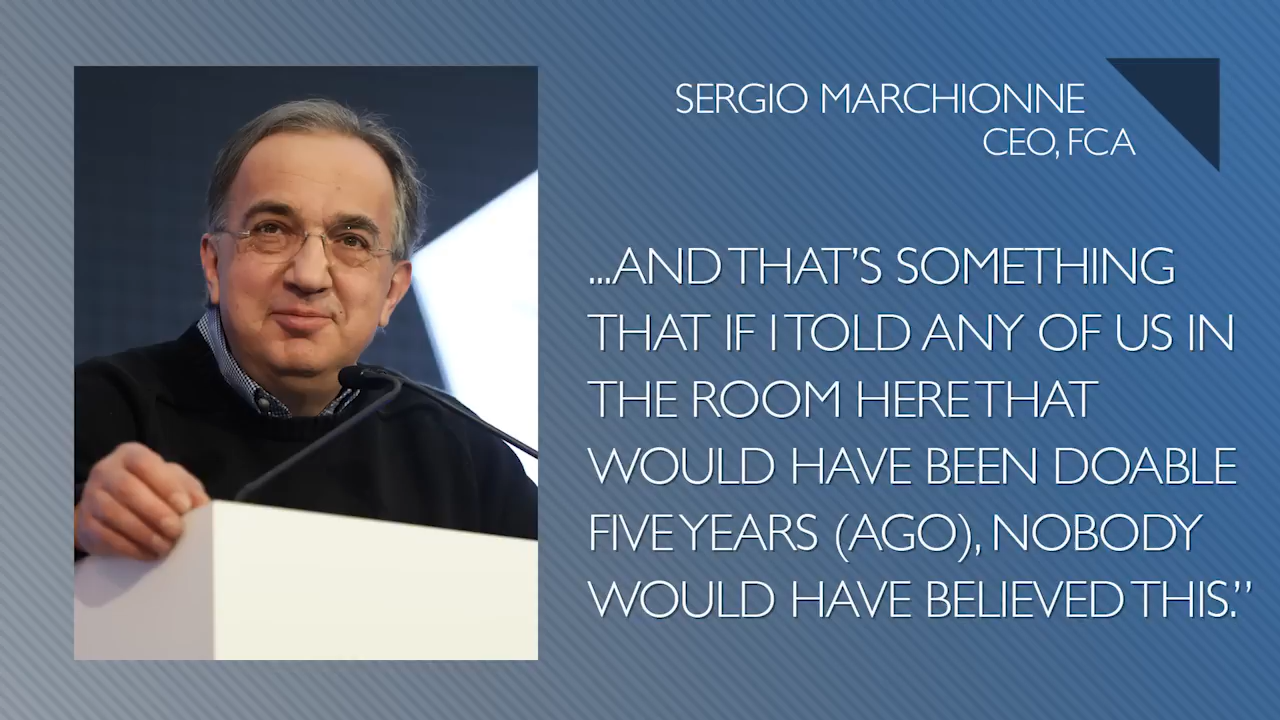 SERGIO MARCHIONNE
CEO, FCA
...AND THAT’S SOMETHING
THAT IF I TOLD ANY OF US IN
THE ROOM HERE THAT
WOULD HAVE BEEN DOABLE
FIVE YEARS (AGO), NOBODY
WOULD HAVE BELIEVED THIS.”